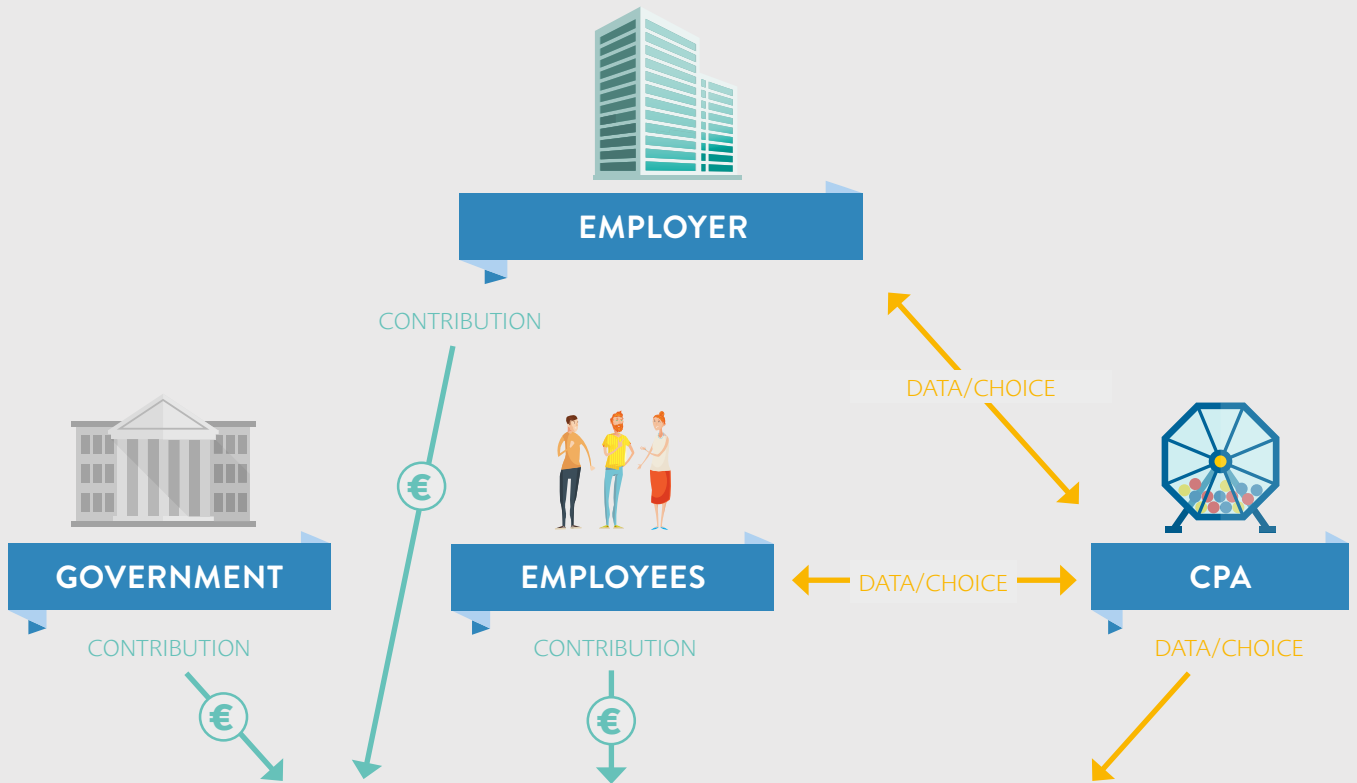 EMPLOYER
CONTRIBUTION
DATA/CHOICE
€
GOVERNMENT
EMPLOYEES
DATA/CHOICE
CPA
CONTRIBUTION
CONTRIBUTION
DATA/CHOICE
€
€